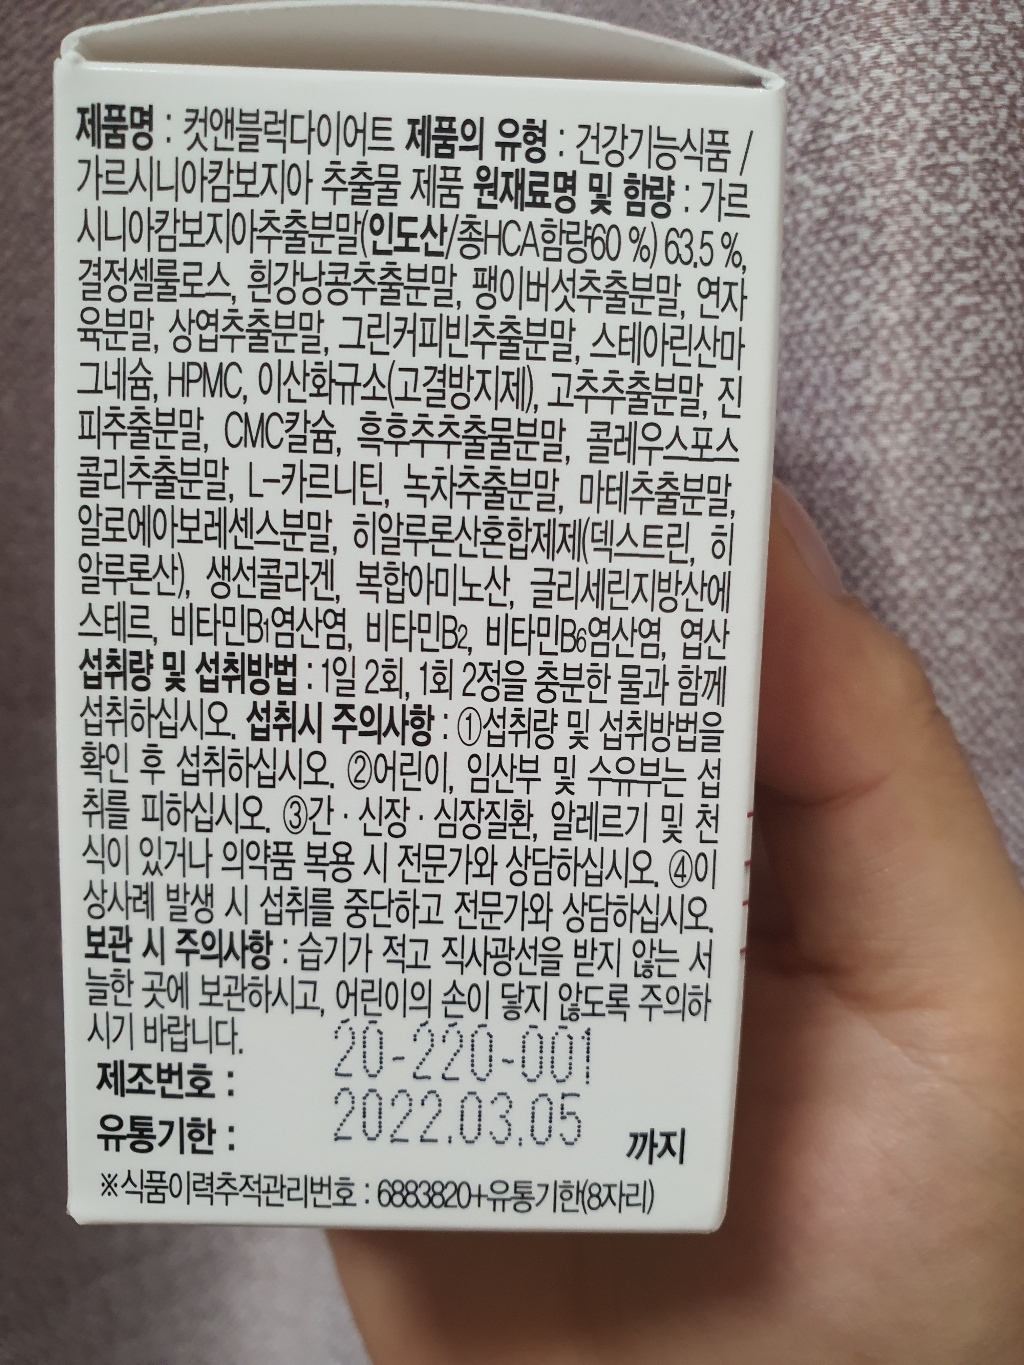 제품명 : 컷앤블럭다이어트 제품의 유형 : 건강기능식품 /
가르시니아캄보지아 추출물 제품 원재료명 및 함량 : 가르
시니아캄보지아추출분말(인도산/총HCA함량60 %) 63.5 %,
결정셀룰로스, 흰강낭콩추출분말, 팽이버섯추출분말, 연자
육분말, 상엽추출분말, 그린커피빈추출분말, 스테아린산마
그네슘, HPMC, 이산화규소(고결방지제), 고추추출분말, 진
피추출분말, CMC칼슘, 흑후추추출물분말, 콜레우스포스
콜리추출분말, L-카르니틴, 녹차추출분말, 마테추출분말,
알로에아보레센스분말, 히알루론산혼합제제(덱스트린, 히
알루론산), 생선콜라겐, 복합아미노산, 글리세린지방산에
스테르, 비타민B1염산염, 비타민B2, 비타민B6염산염, 엽산
섭취량 및 섭취방법 : 1일 2회, 1회 2정을 충분한 물과 함께
섭취하십시오. 섭취시 주의사항 : ①섭취량 및 섭취방법을
확인 후 섭취하십시오. ②어린이, 임산부 및 수유부는 섭
취를 피하십시오. ③간 · 신장 · 심장질환, 알레르기 및 천
식이 있거나 의약품 복용 시 전문가와 상담하십시오. ④이
상사례 발생 시 섭취를 중단하고 전문가와 상담하십시오.
보관 시 주의사항 : 습기가 적고 직사광선을 받지 않는 서
늘한 곳에 보관하시고, 어린이의 손이 닿지 않도록 주의하
시기 바랍니다.
제조번호 : 20-220-001
유통기한 : 2022.03.05 까지
※식품이력추적관리번호 : 6883820+유통기한(8자리)